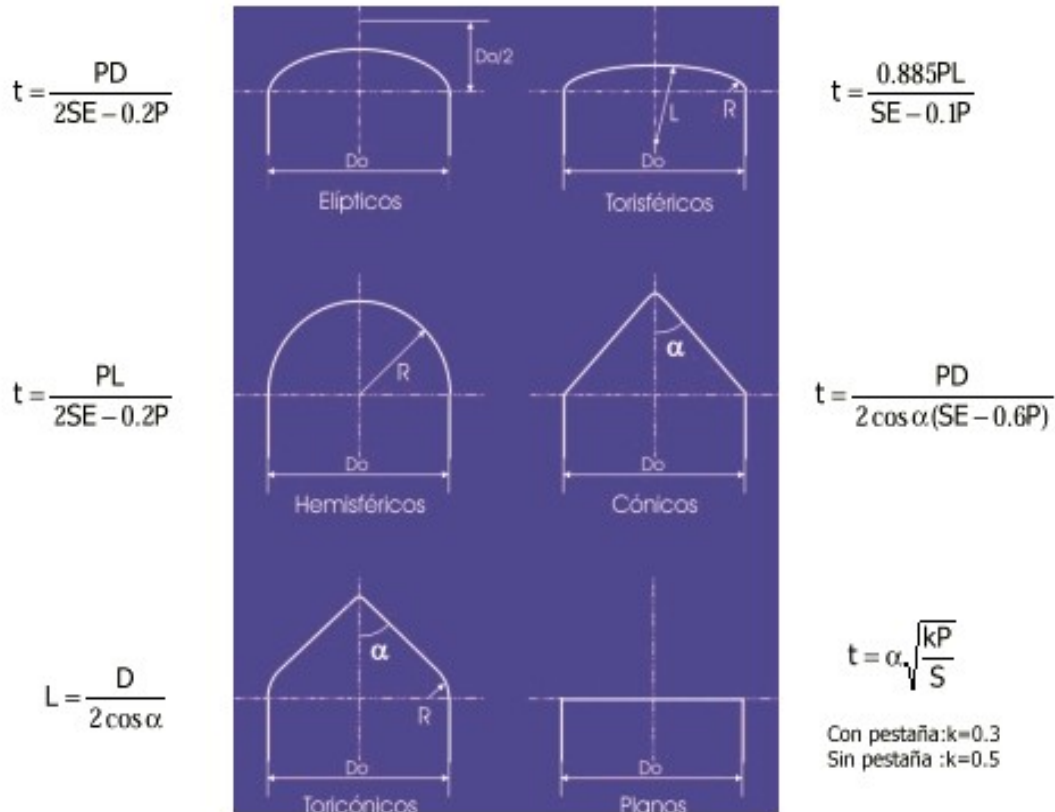 t = PD / (2SE − 0.2P)
Do/2
Do
Elípticos
L
R
Do
Torisféricos
t = 0.885PL / (SE − 0.1P)
t = PL / (2SE − 0.2P)
R
Do
Hemisféricos
α
Do
Cónicos
t = PD / (2 cos α(SE − 0.6P))
L = D / (2 cos α)
α
R
Do
Toricónicos
Do
Planos
t = α.√(kP / S)
Con pestaña:k=0.3
Sin pestaña :k=0.5